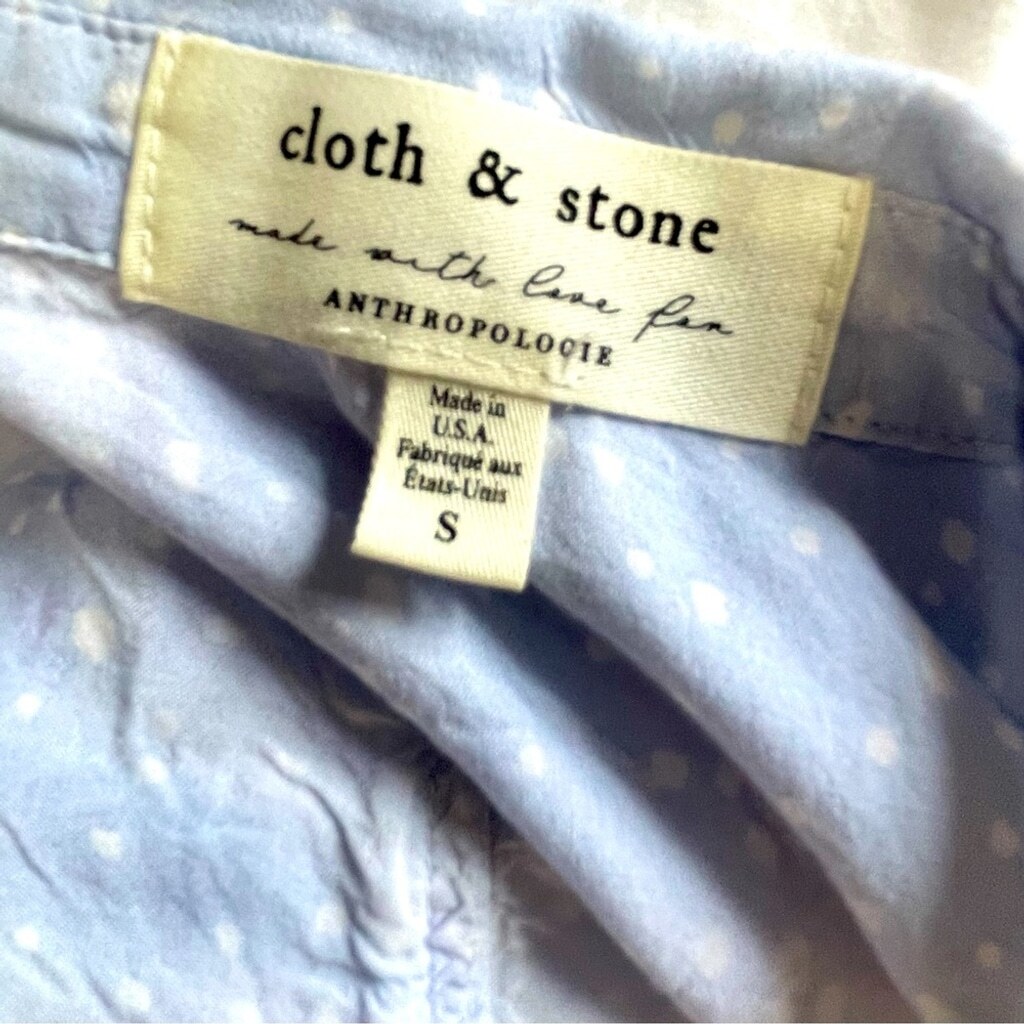 cloth & stone
made with love for
ANTHROPOLOGIE
Made in
U.S.A.
Fabriqué aux
États-Unis
S